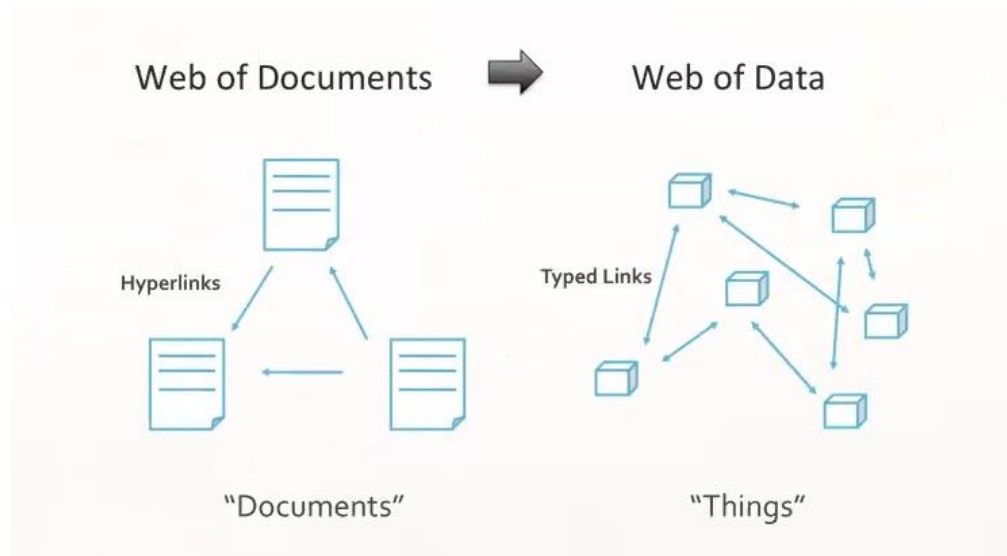 Web of Documents
Web of Data
Hyperlinks
Typed Links
“Documents”
“Things”